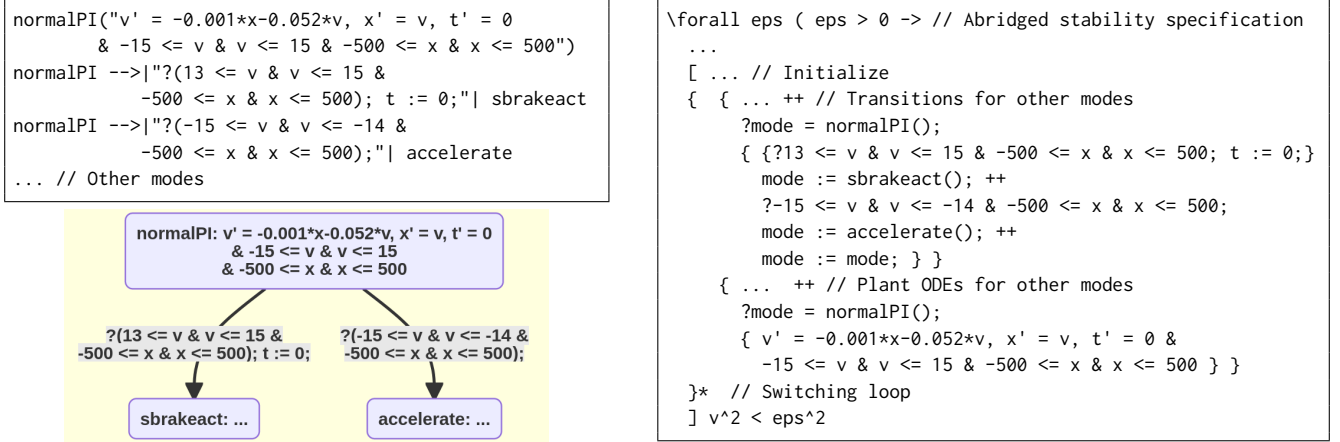 normalPI("v' = -0.001*x-0.052*v, x' = v, t' = 0
& -15 <= v & v <= 15 & -500 <= x & x <= 500")
normalPI -->|"?(13 <= v & v <= 15 &
-500 <= x & x <= 500); t := 0;"| sbrakeact
normalPI -->|"?(-15 <= v & v <= -14 &
-500 <= x & x <= 500);"| accelerate
... // Other modes
normalPI: v' = -0.001*x-0.052*v, x' = v, t' = 0
& -15 <= v & v <= 15
& -500 <= x & x <= 500
?(13 <= v & v <= 15 &
-500 <= x & x <= 500); t := 0;
?(-15 <= v & v <= -14 &
-500 <= x & x <= 500);
sbrakeact: ...
accelerate: ...
\forall eps ( eps > 0 -> // Abridged stability specification
...
[ ... // Initialize
{ { ... ++ // Transitions for other modes
?mode = normalPI();
{ {?13 <= v & v <= 15 & -500 <= x & x <= 500; t := 0;}
mode := sbrakeact(); ++
?-15 <= v & v <= -14 & -500 <= x & x <= 500;
mode := accelerate(); ++
mode := mode; } }
{ ... ++ // Plant ODEs for other modes
?mode = normalPI();
{ v' = -0.001*x-0.052*v, x' = v, t' = 0 &
-15 <= v & v <= 15 & -500 <= x & x <= 500 } }
}* // Switching loop
] v^2 < eps^2